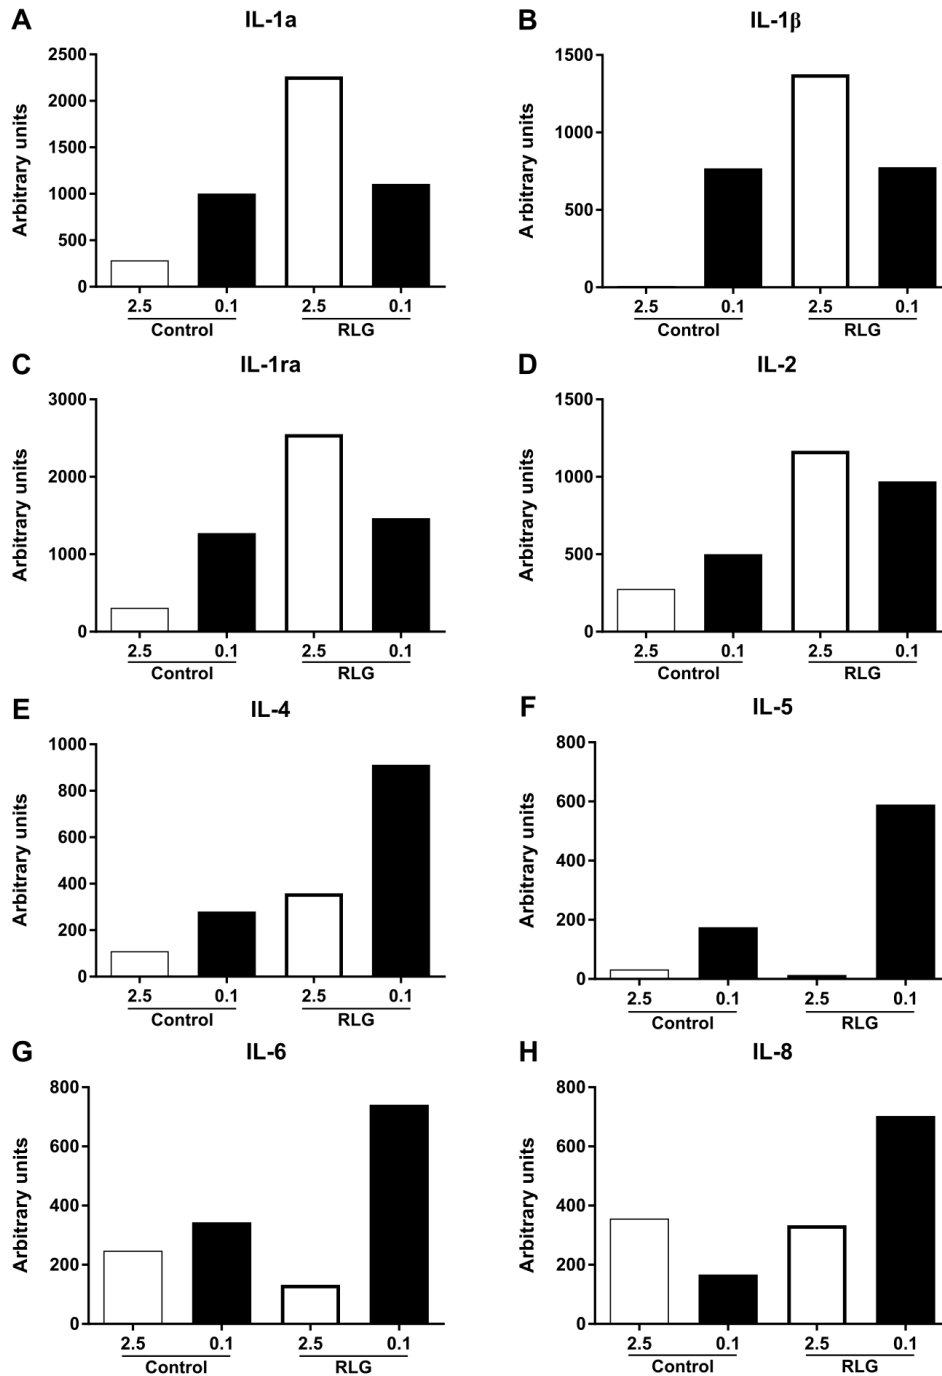 A
IL-1a
Arbitrary units
2500
2000
1500
1000
500
0
2.5 0.1 2.5 0.1
Control RLG
B
IL-1β
Arbitrary units
1500
1000
500
0
2.5 0.1 2.5 0.1
Control RLG
C
IL-1ra
Arbitrary units
3000
2000
1000
0
2.5 0.1 2.5 0.1
Control RLG
D
IL-2
Arbitrary units
1500
1000
500
0
2.5 0.1 2.5 0.1
Control RLG
E
IL-4
Arbitrary units
1000
800
600
400
200
0
2.5 0.1 2.5 0.1
Control RLG
F
IL-5
Arbitrary units
800
600
400
200
0
2.5 0.1 2.5 0.1
Control RLG
G
IL-6
Arbitrary units
800
600
400
200
0
2.5 0.1 2.5 0.1
Control RLG
H
IL-8
Arbitrary units
800
600
400
200
0
2.5 0.1 2.5 0.1
Control RLG